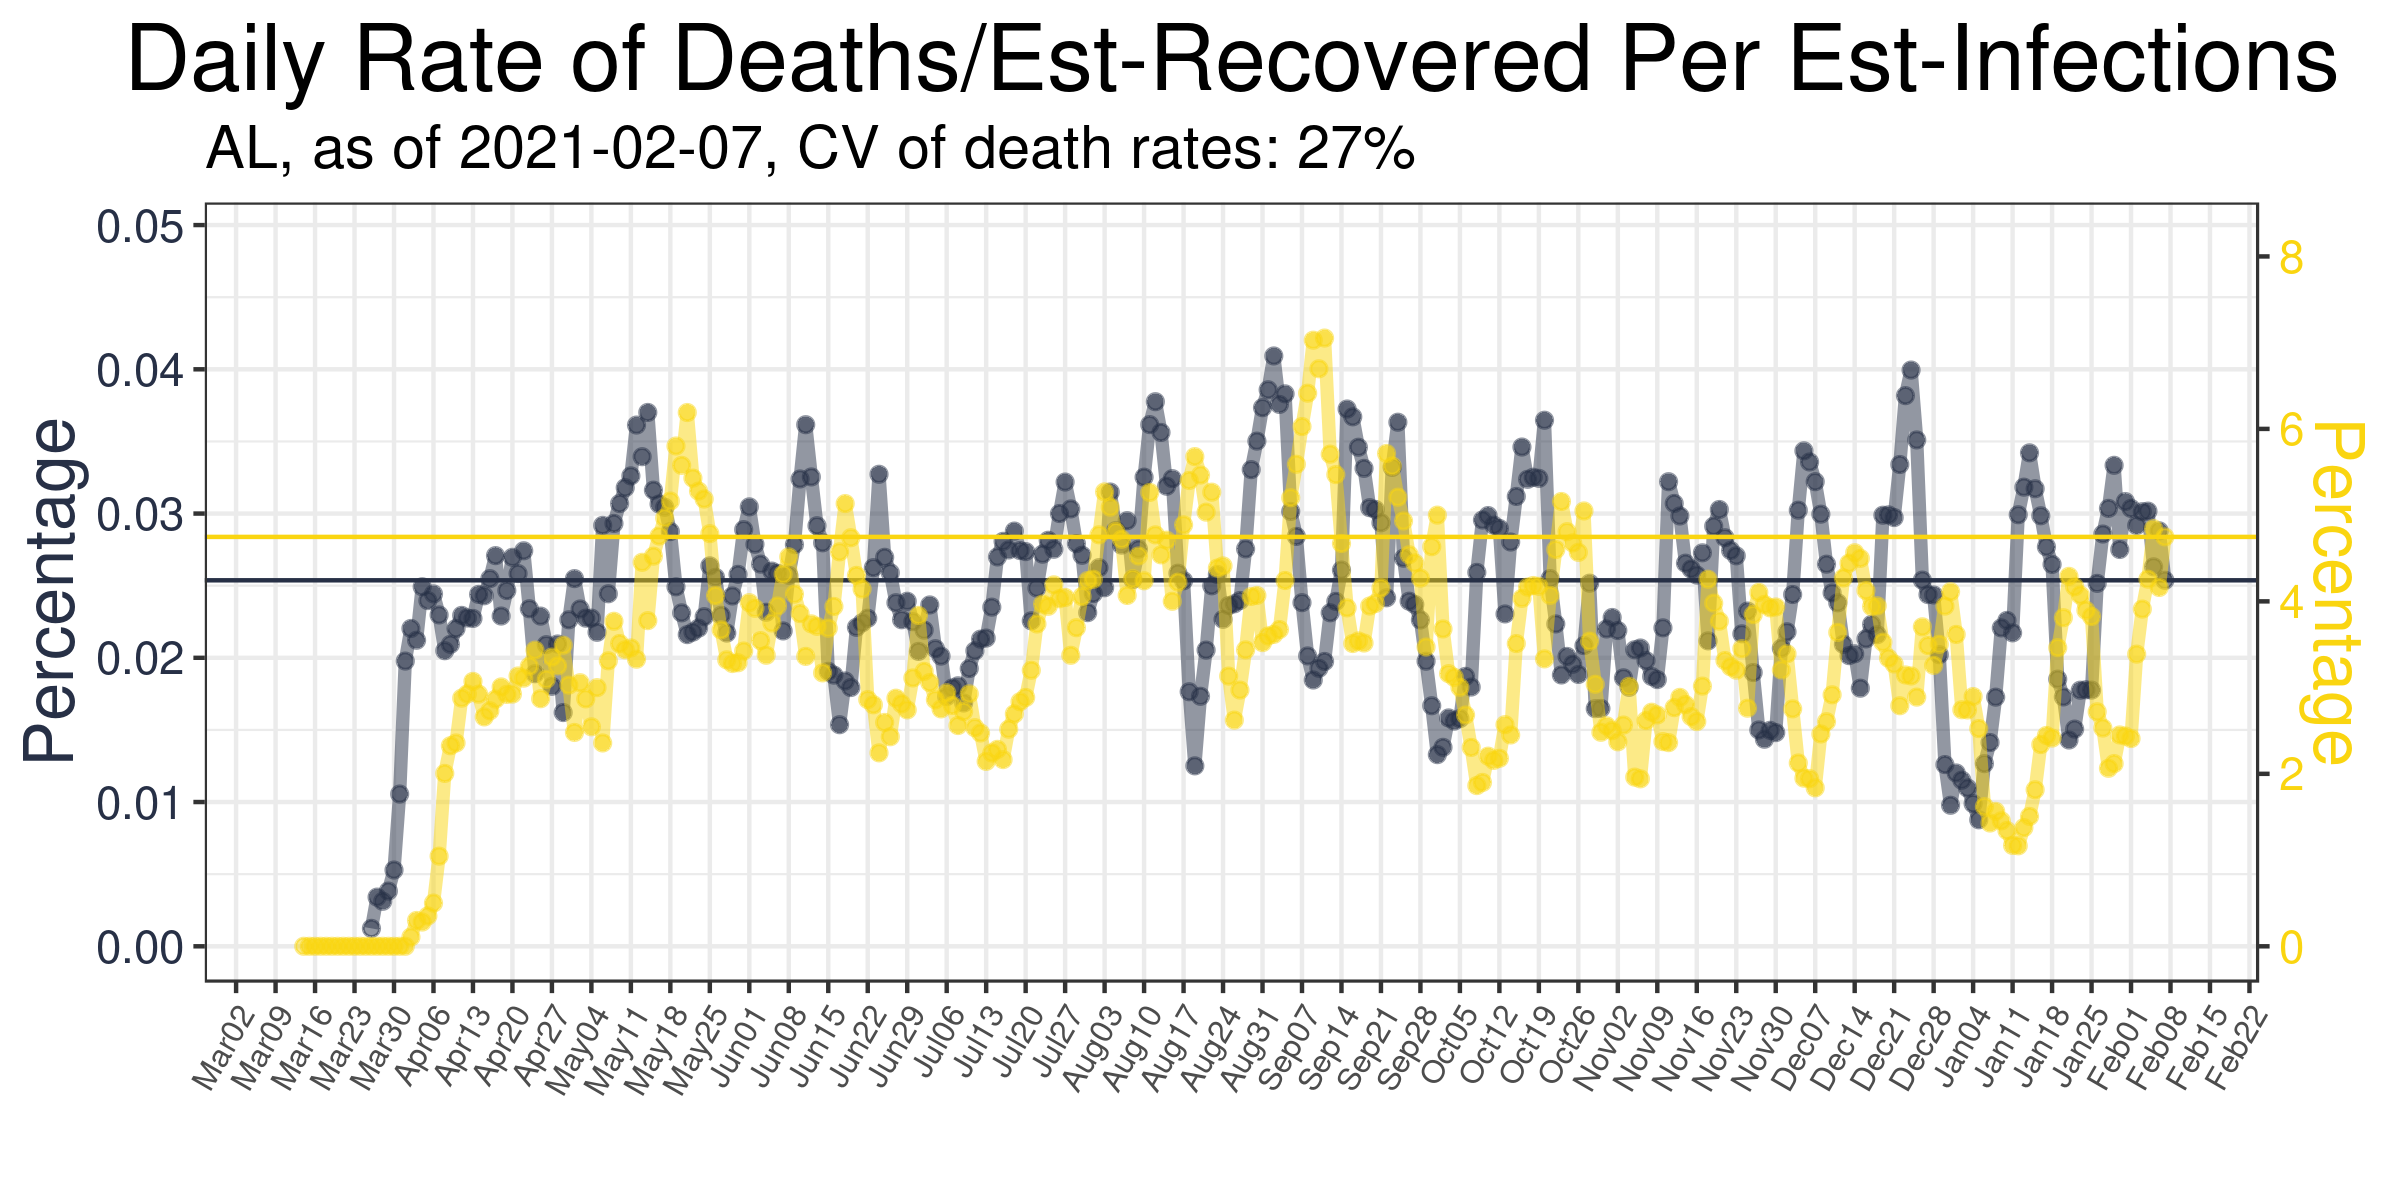 Daily Rate of Deaths/Est-Recovered Per Est-Infections
AL, as of 2021-02-07, CV of death rates: 27%
Percentage
0.05
0.04
0.03
0.02
0.01
0.00
8
6
4
2
0
Percentage
Mar02
Mar09
Mar16
Mar23
Mar30
Apr06
Apr13
Apr20
Apr27
May04
May11
May18
May25
Jun01
Jun08
Jun15
Jun22
Jun29
Jul06
Jul13
Jul20
Jul27
Aug03
Aug10
Aug17
Aug24
Aug31
Sep07
Sep14
Sep21
Sep28
Oct05
Oct12
Oct19
Oct26
Nov02
Nov09
Nov16
Nov23
Nov30
Dec07
Dec14
Dec21
Dec28
Jan04
Jan11
Jan18
Jan25
Feb01
Feb08
Feb15
Feb22